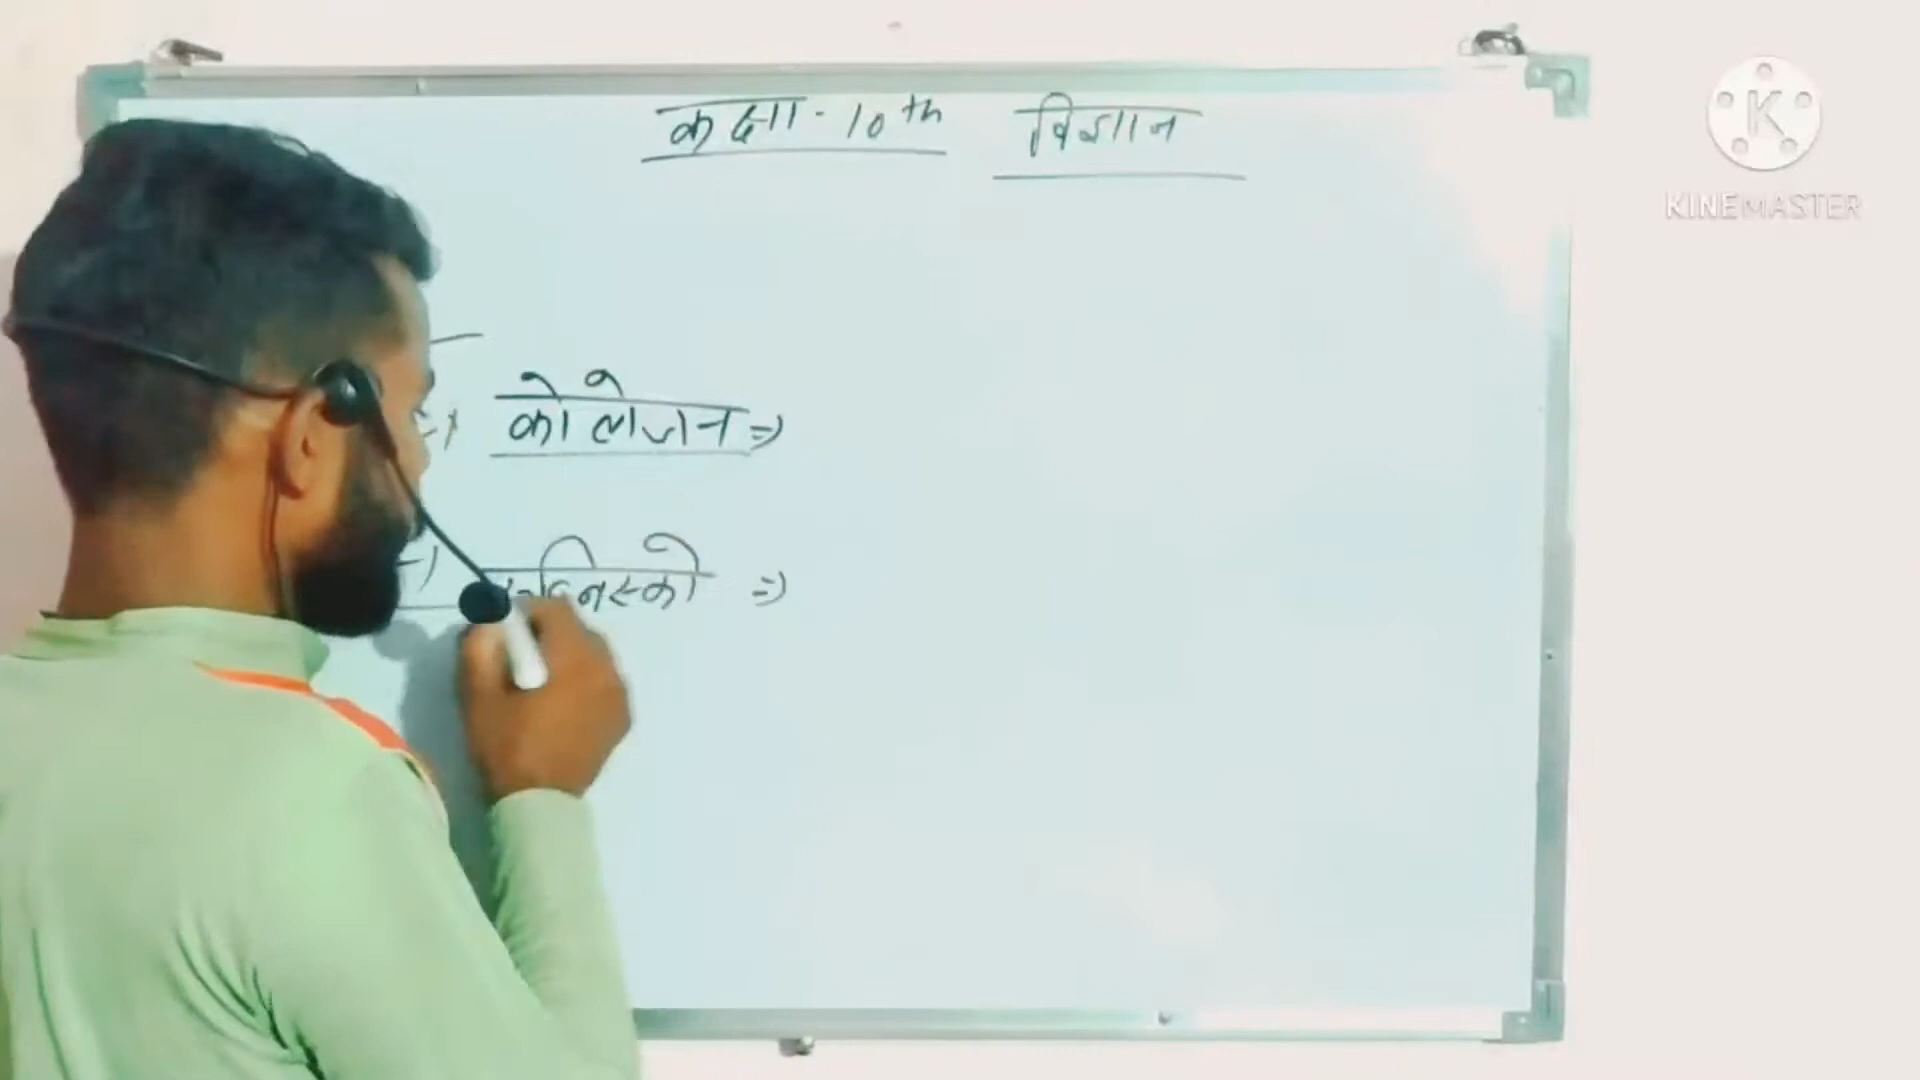 कक्षा - 10th विज्ञान
KINEMASTER
कोलेजन =>
=>